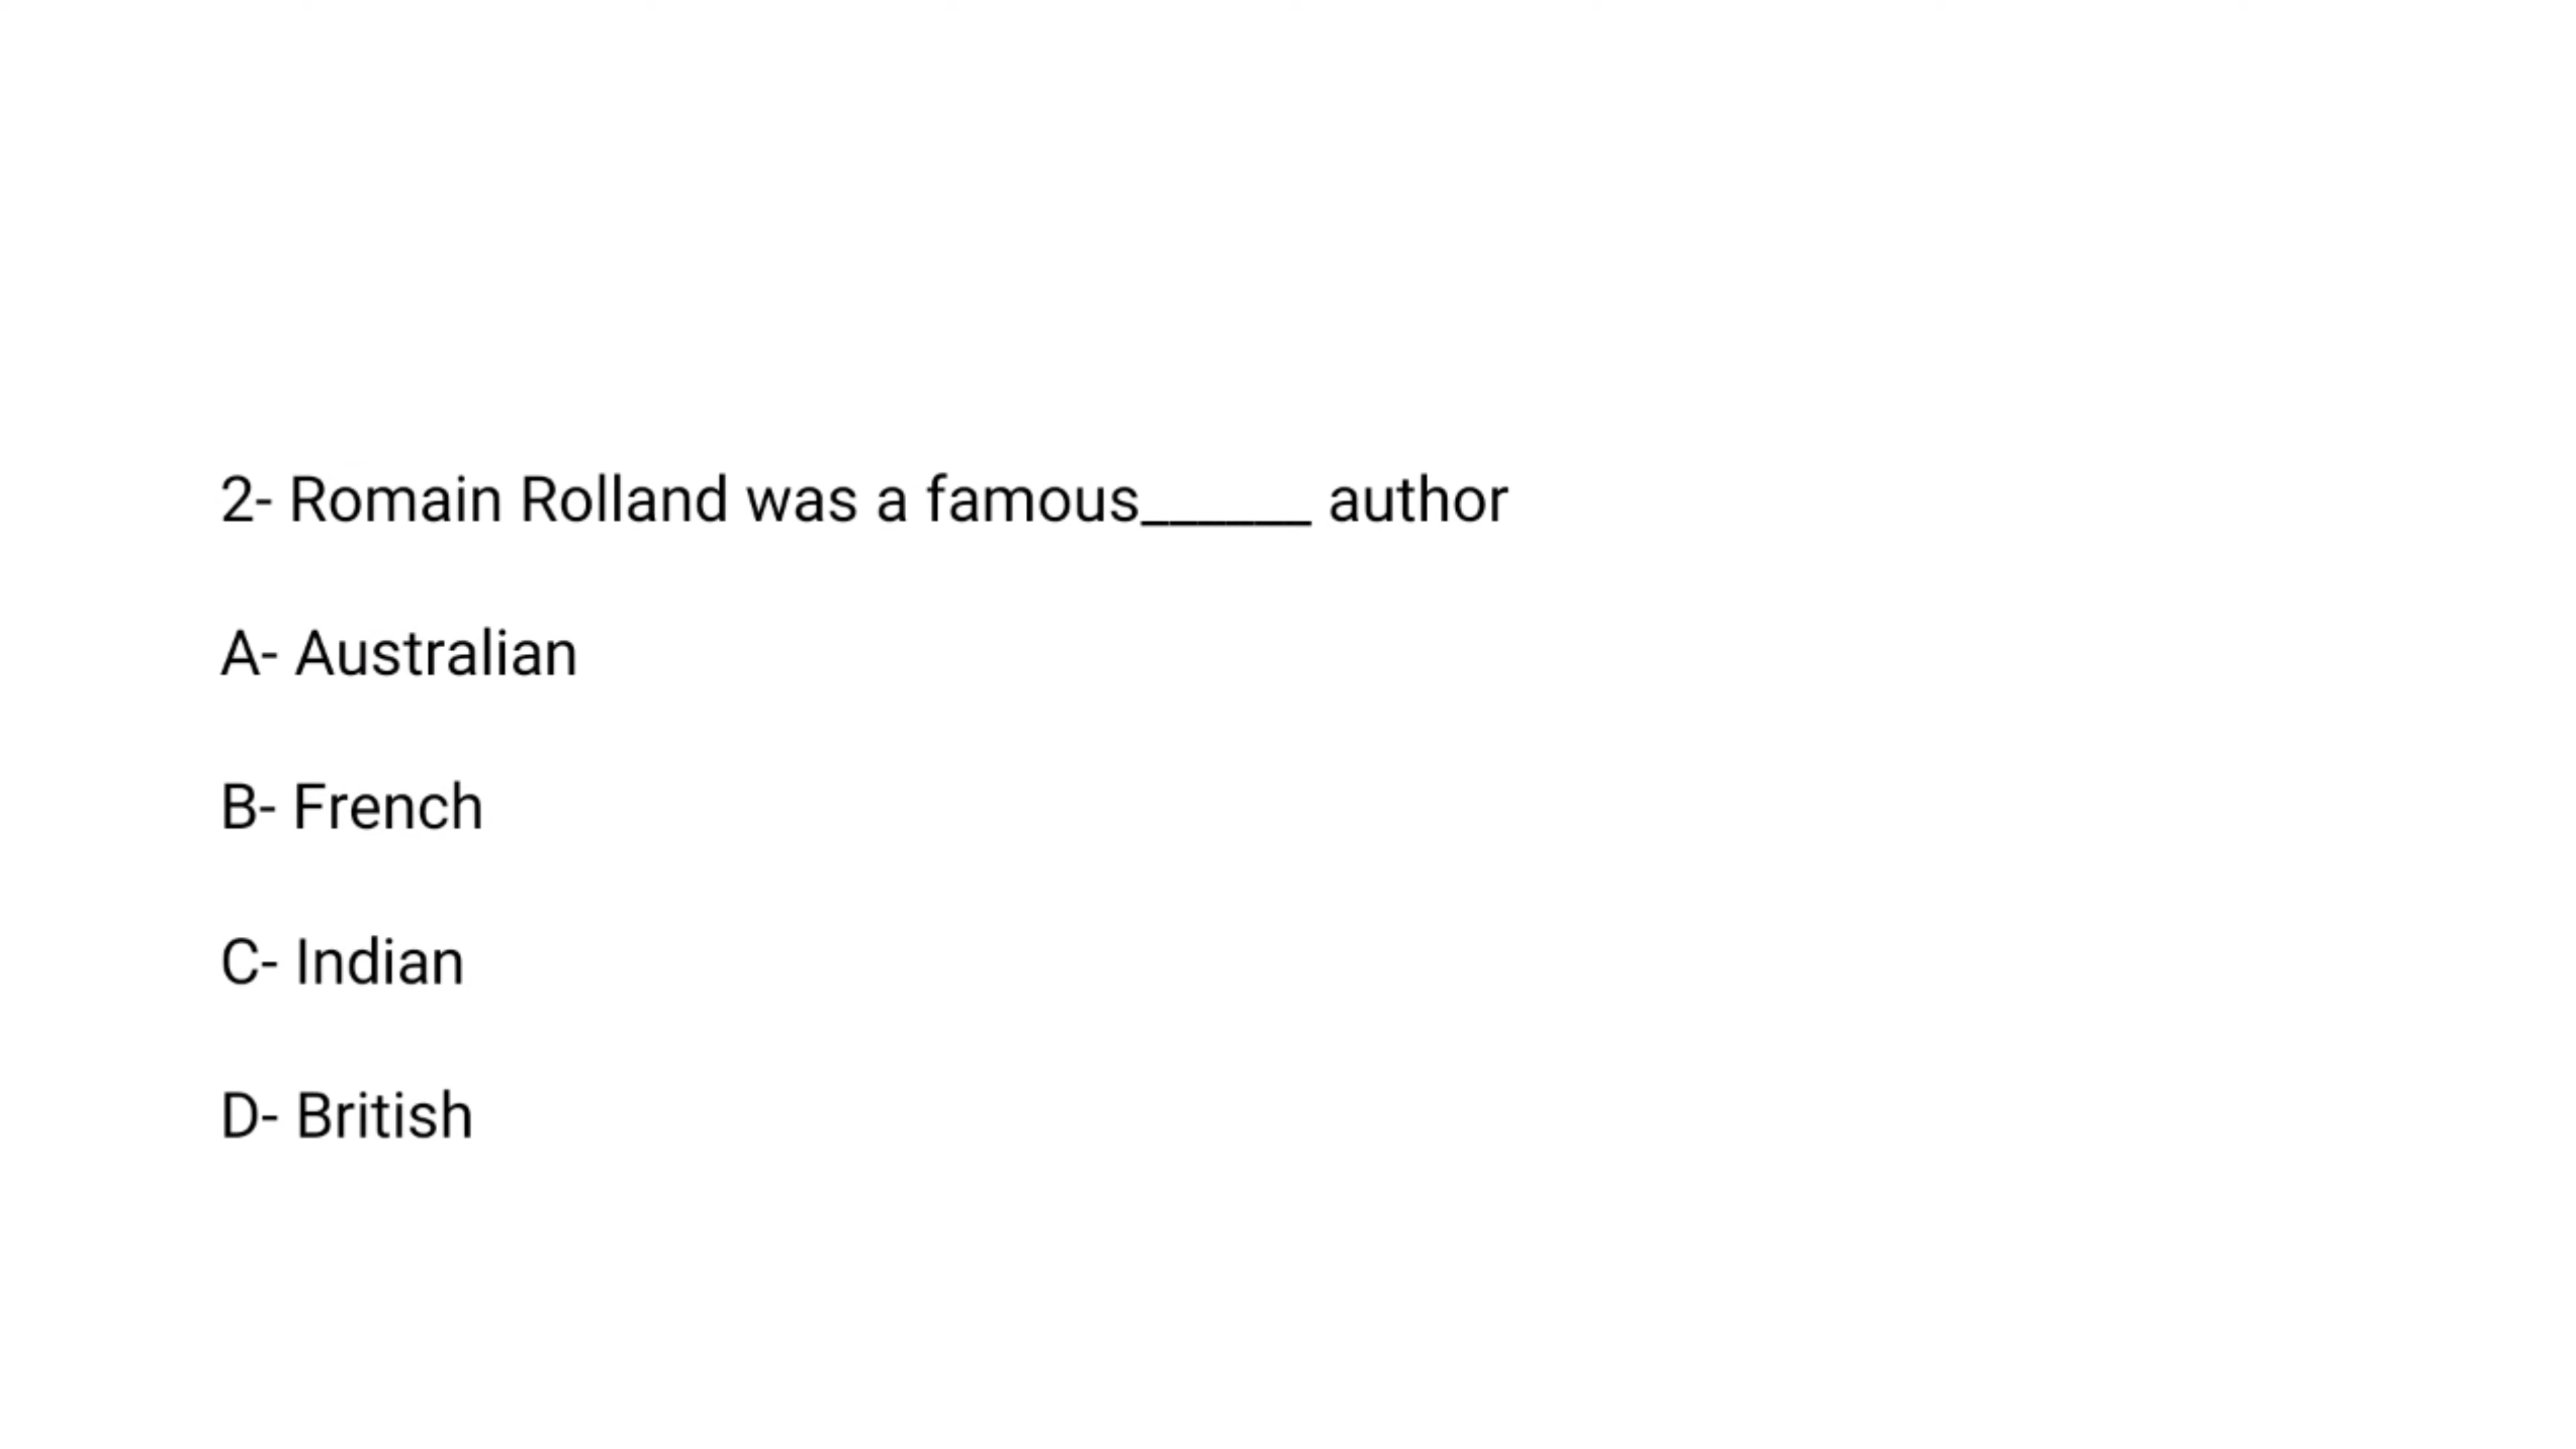 2- Romain Rolland was a famous______ author
A- Australian
B- French
C- Indian
D- British